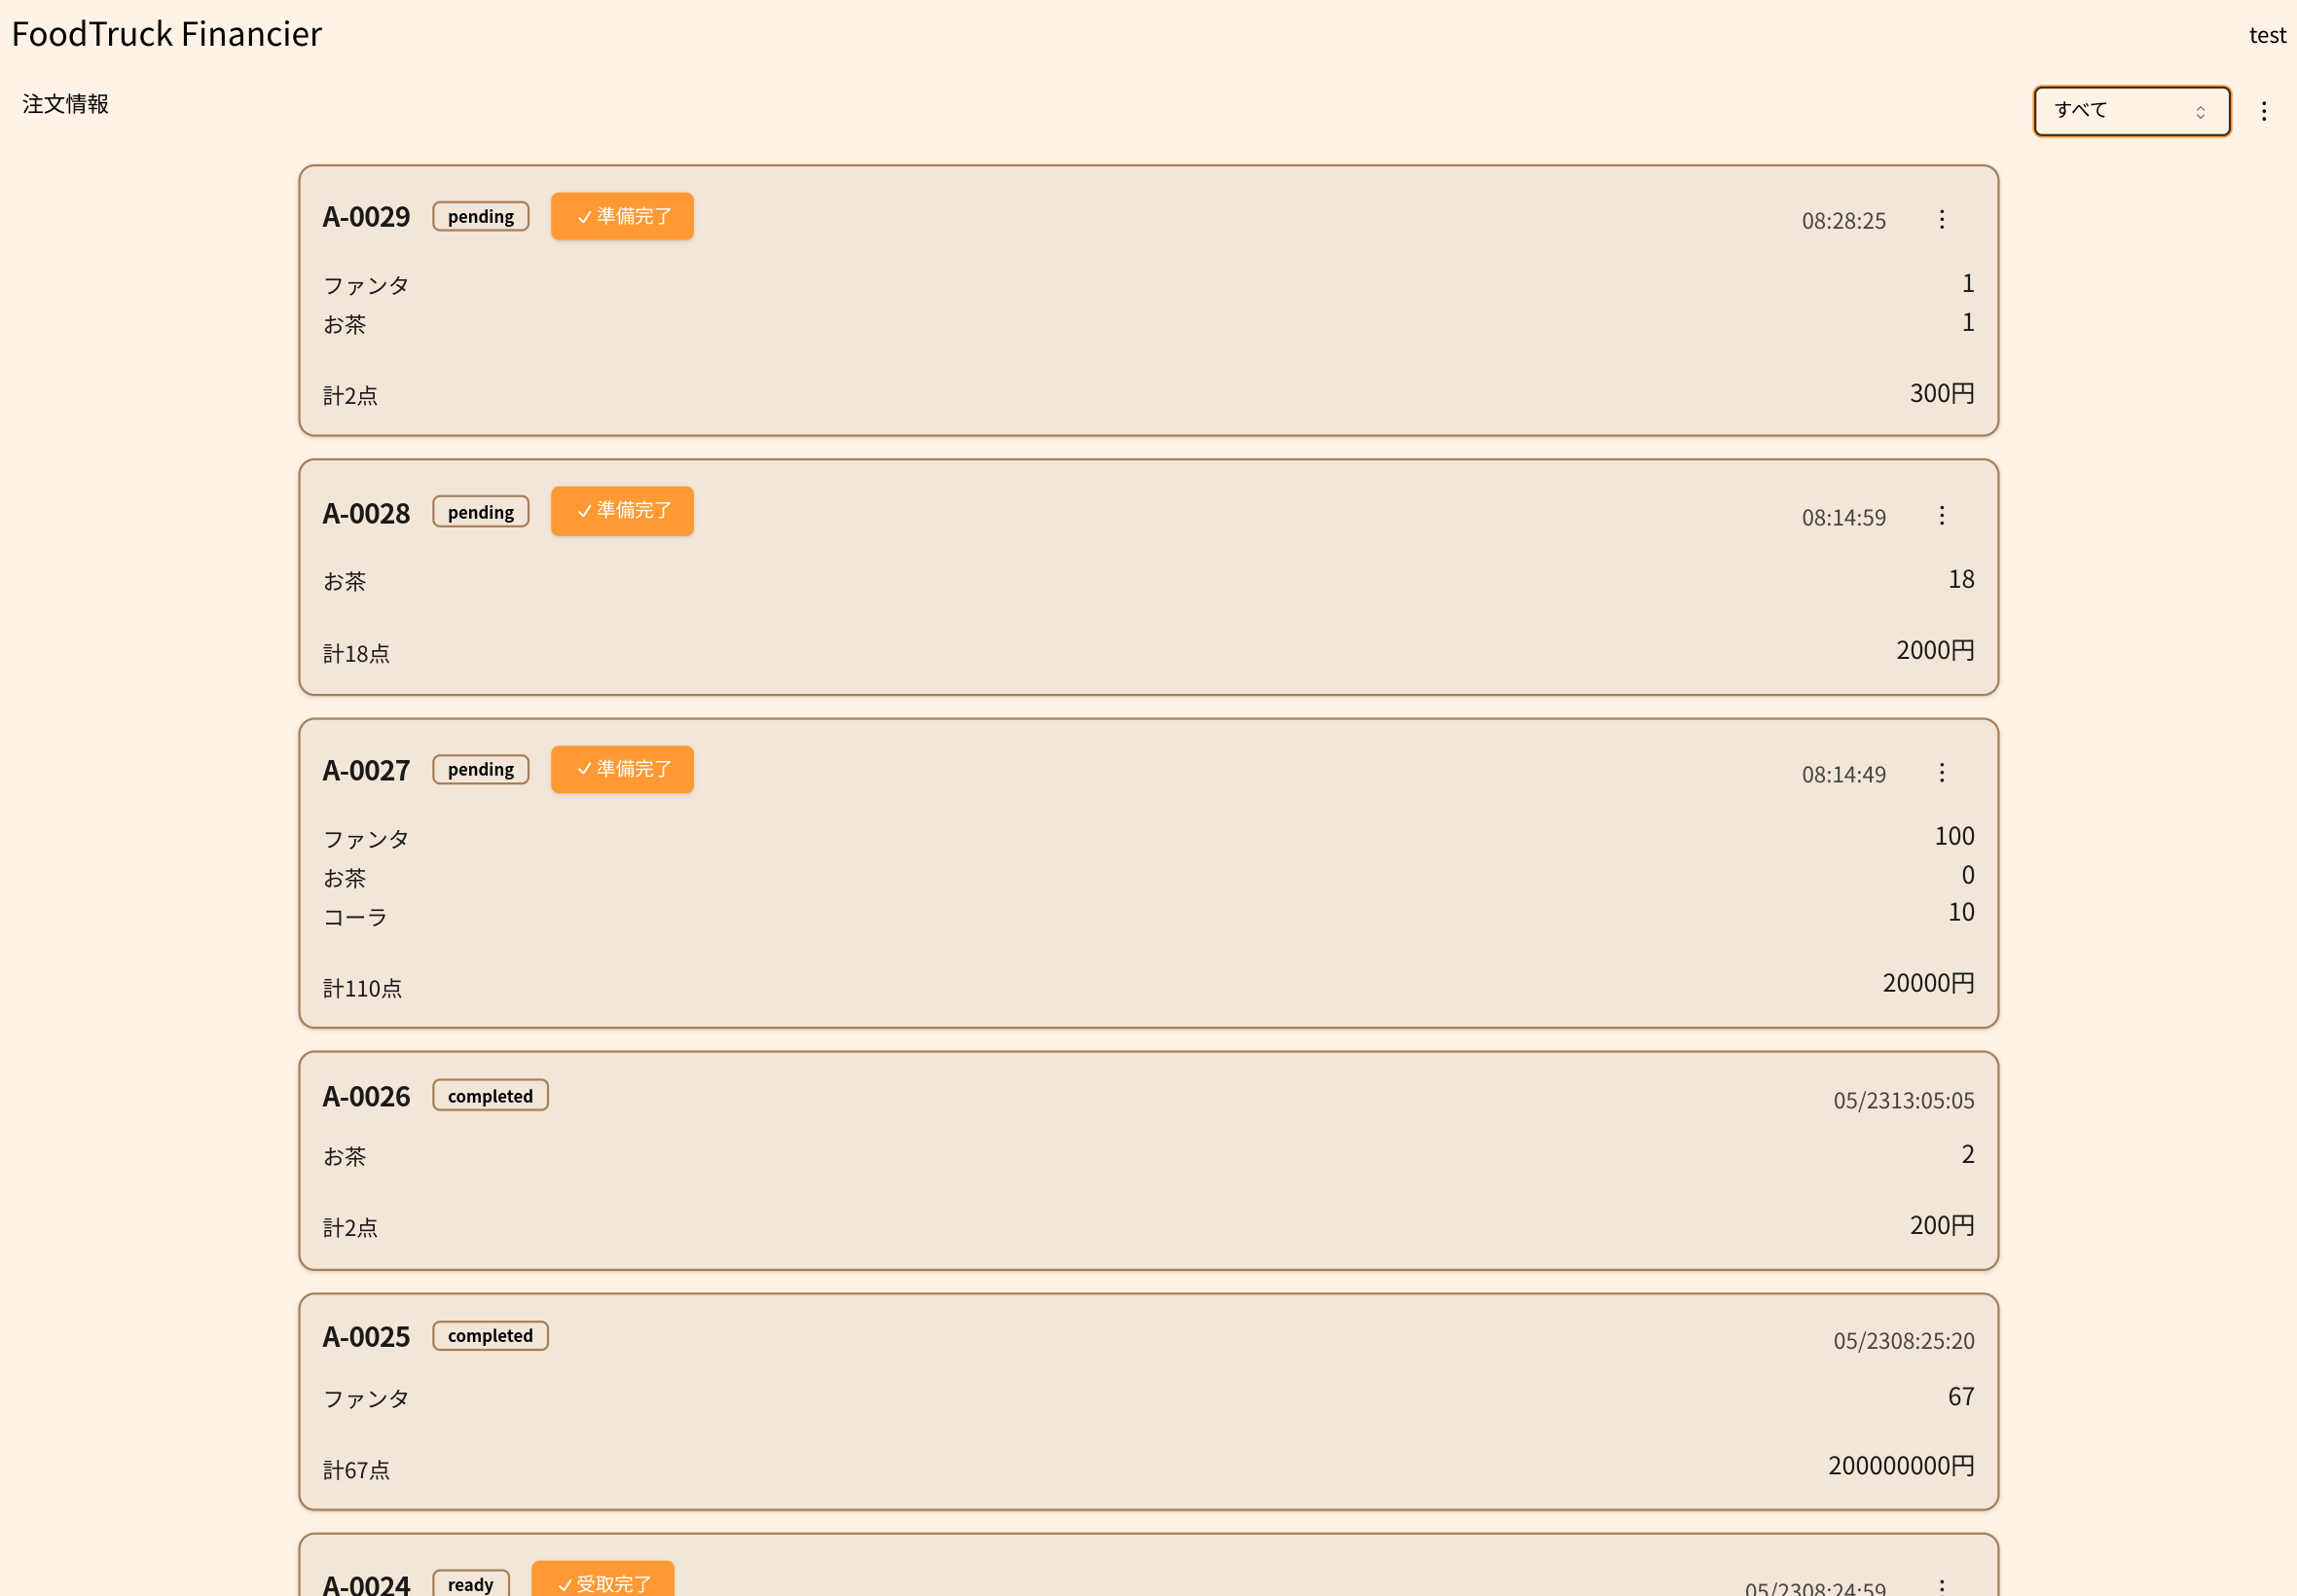 FoodTruck Financier
test
注文情報
すべて
A-0029 pending 準備完了 08:28:25
ファンタ 1
お茶 1
計2点 300円
A-0028 pending 準備完了 08:14:59
お茶 18
計18点 2000円
A-0027 pending 準備完了 08:14:49
ファンタ 100
お茶 0
コーラ 10
計110点 20000円
A-0026 completed 05/2313:05:05
お茶 2
計2点 200円
A-0025 completed 05/2308:25:20
ファンタ 67
計67点 200000000円
A-0024 ready 受取完了 05/2308:24:59